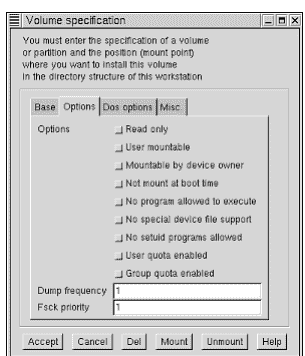 Volume specification
You must enter the specification of a volume
or partition and the position (mount point)
where you want to install this volume
in the directory structure of this workstation
Base Options Dos options Misc.
Options Read only
User mountable
Mountable by device owner
Not mount at boot time
No program allowed to execute
No special device file support
No setuid programs allowed
User quota enabled
Group quota enabled
Dump frequency 1
Fsck priority 1
Accept Cancel Del Mount Unmount Help